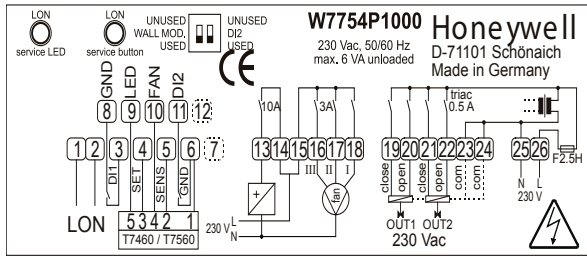 LON
service LED
LON
service button
UNUSED
WALL MOD.
USED
UNUSED
DI2
USED
CE
W7754P1000
230 Vac, 50/60 Hz
max. 6 VA unloaded
Honeywell
D-71101 Schönaich
Made in Germany
GND LED FAN DI2
8 9 10 11 12
1 2 3 4 5 6 7
DI1 SET SENS GND
LON
5 3 4 2 1
T7460 / T7560
10A 3A
13 14 15 16 17 18
III II I
+
fan
230 V L
N
triac
0.5 A
19 20 21 22 23 24
close open close open com com
OUT1 OUT2
230 Vac
25 26
F2.5H
N L
230 V